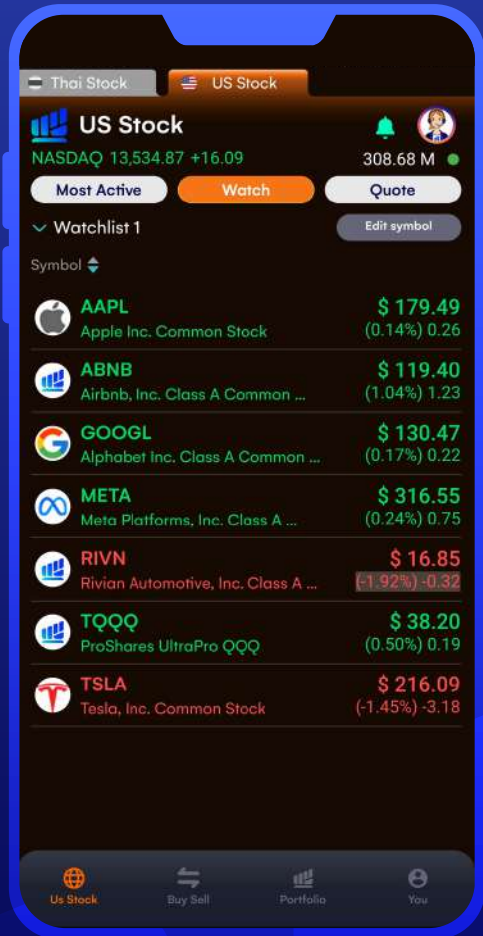 Thai Stock
US Stock
US Stock
NASDAQ 13,534.87 +16.09
308.68 M
Most Active
Watch
Quote
Watchlist 1
Edit symbol
Symbol
AAPL
$ 179.49
Apple Inc. Common Stock
(0.14%) 0.26
ABNB
$ 119.40
Airbnb, Inc. Class A Common ...
(1.04%) 1.23
GOOGL
$ 130.47
Alphabet Inc. Class A Common ...
(0.17%) 0.22
META
$ 316.55
Meta Platforms, Inc. Class A ...
(0.24%) 0.75
RIVN
$ 16.85
Rivian Automotive, Inc. Class A ...
(-1.92%) -0.32
TQQQ
$ 38.20
ProShares UltraPro QQQ
(0.50%) 0.19
TSLA
$ 216.09
Tesla, Inc. Common Stock
(-1.45%) -3.18
Us Stock
Buy Sell
Portfolio
You